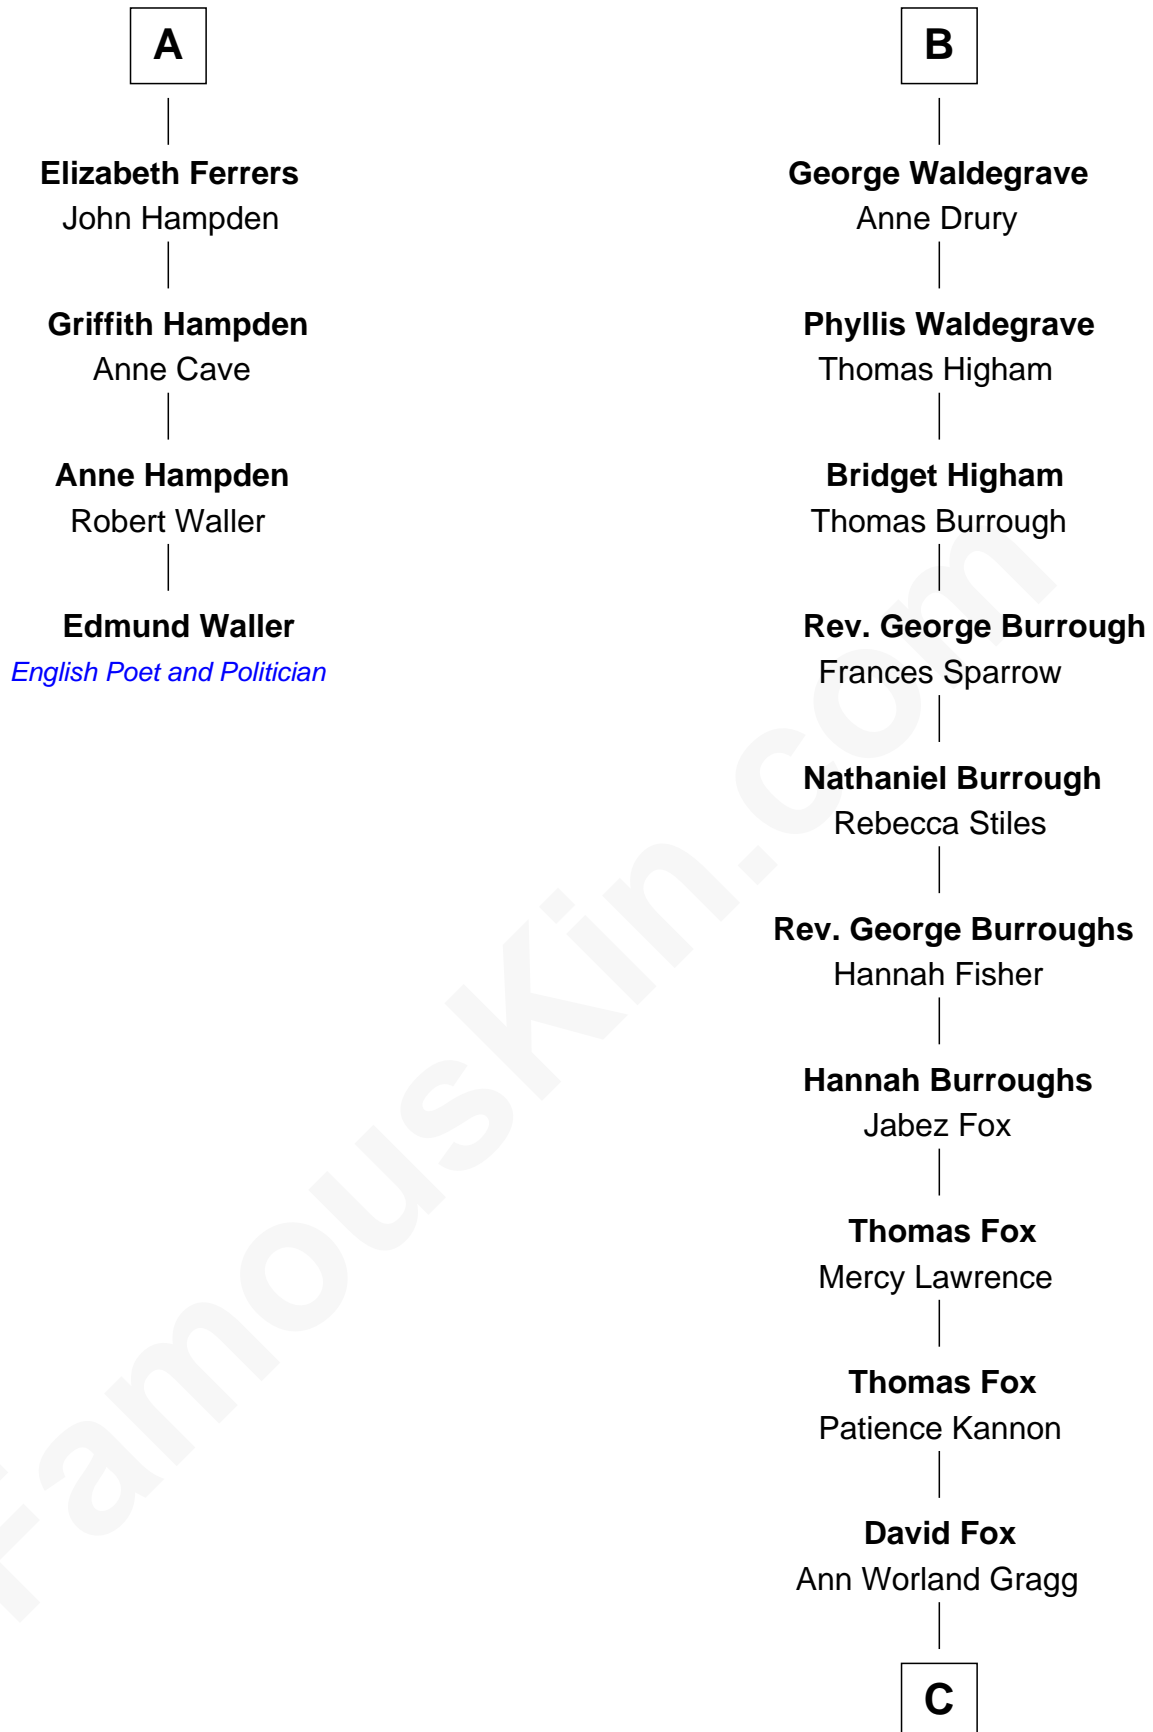 A
Elizabeth Ferrers
John Hampden
Griffith Hampden
Anne Cave
Anne Hampden
Robert Waller
Edmund Waller
English Poet and Politician
B
George Waldegrave
Anne Drury
Phyllis Waldegrave
Thomas Higham
Bridget Higham
Thomas Burrough
Rev. George Burrough
Frances Sparrow
Nathaniel Burrough
Rebecca Stiles
Rev. George Burroughs
Hannah Fisher
Hannah Burroughs
Jabez Fox
Thomas Fox
Mercy Lawrence
Thomas Fox
Patience Kannon
David Fox
Ann Worland Gragg
C
FamousKin.com